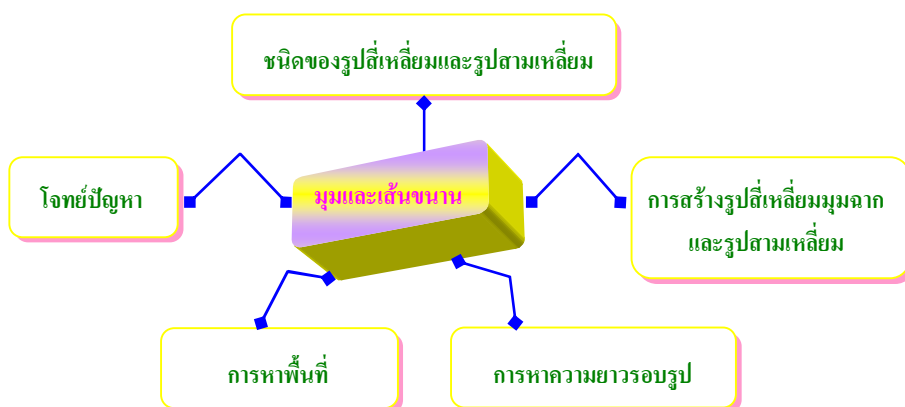 ชนิดของรูปสี่เหลี่ยมและรูปสามเหลี่ยม
โจทย์ปัญหา
มุมและเส้นขนาน
การสร้างรูปสี่เหลี่ยมมุมฉาก
และรูปสามเหลี่ยม
การหาพื้นที่
การหาความยาวรอบรูป